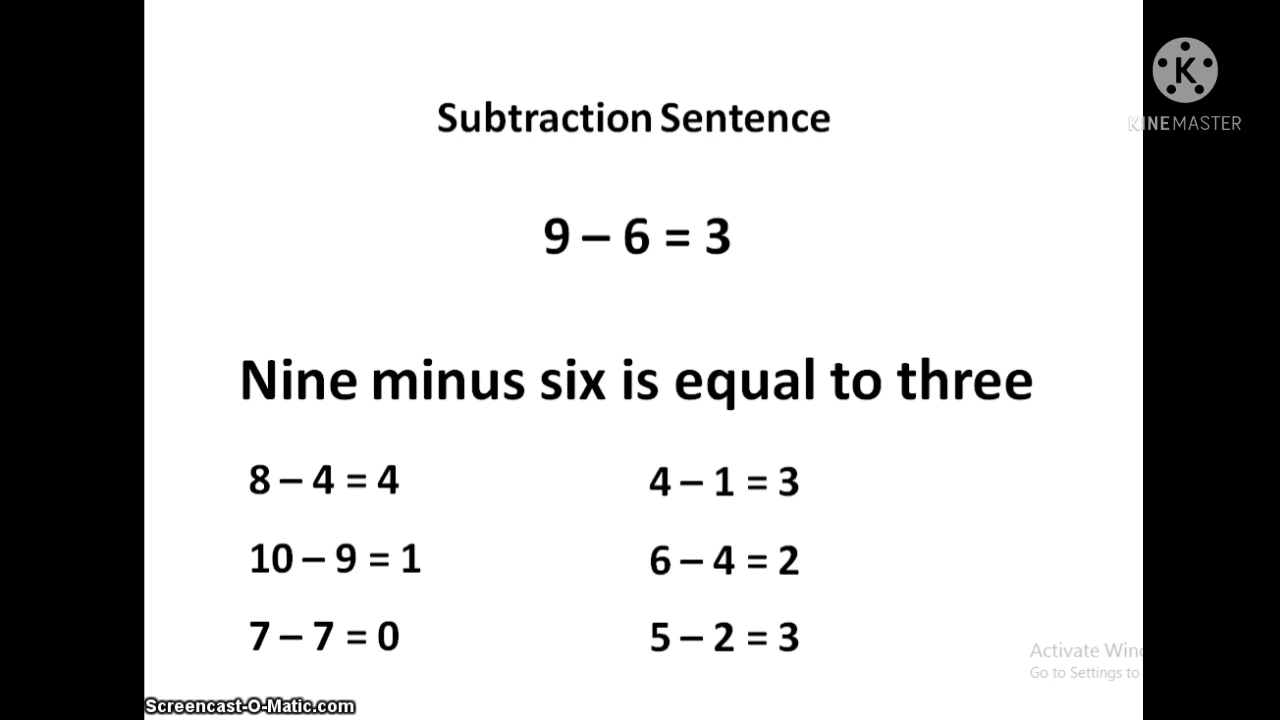 Subtraction Sentence
9 – 6 = 3
Nine minus six is equal to three
8 – 4 = 4
10 – 9 = 1
7 – 7 = 0
4 – 1 = 3
6 – 4 = 2
5 – 2 = 3
K
KINEMASTER
Activate Wind
Go to Settings to
Screencast-O-Matic.com